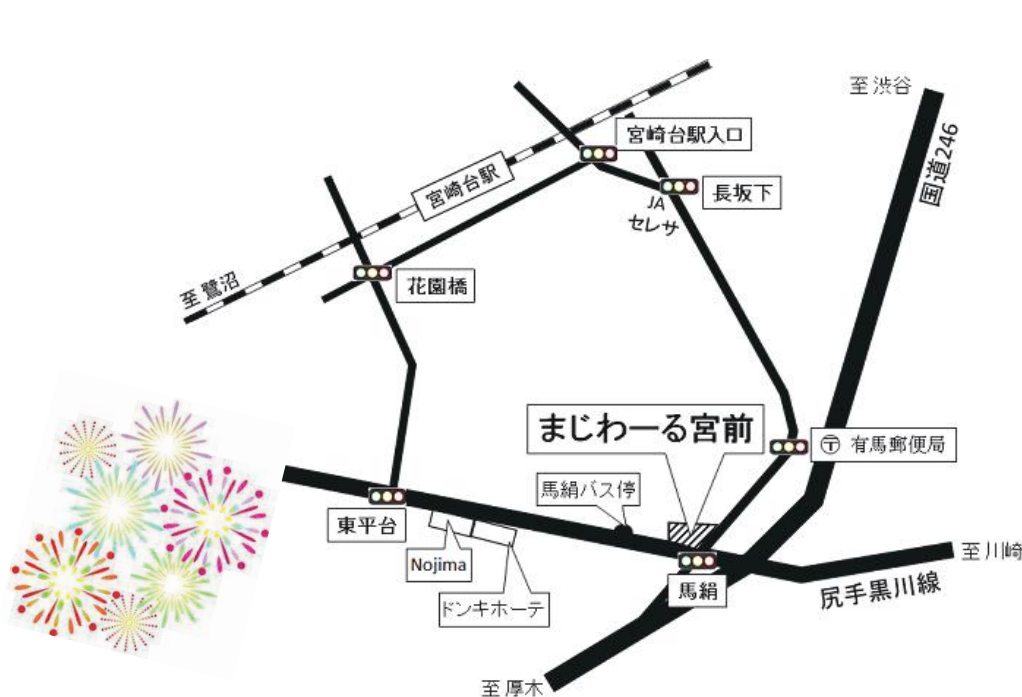 至 渋谷
国道246
宮崎台駅入口
宮崎台駅
長坂下
JA
セレサ
至 鷺沼
花園橋
まじわーる宮前
〒 有馬郵便局
馬絹バス停
東平台
Nojima
ドンキホーテ
馬絹
至 川崎
尻手黒川線
至 厚木